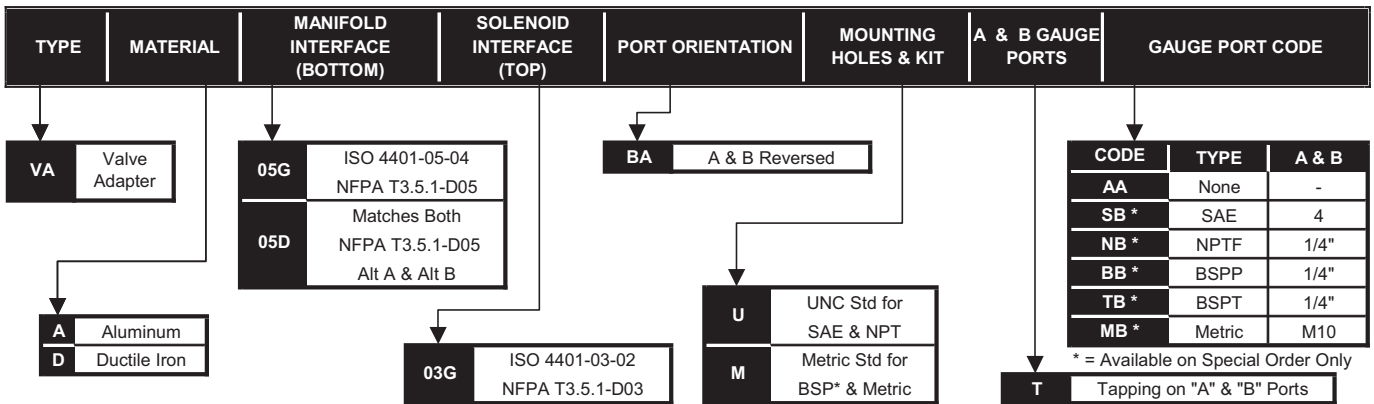 TYPE
MATERIAL
MANIFOLD
INTERFACE
(BOTTOM)
SOLENOID
INTERFACE
(TOP)
PORT ORIENTATION
MOUNTING
HOLES & KIT
A & B GAUGE
PORTS
GAUGE PORT CODE
VA
Valve
Adapter
A Aluminum
D Ductile Iron
05G
ISO 4401-05-04
NFPA T3.5.1-D05
05D
Matches Both
NFPA T3.5.1-D05
Alt A & Alt B
03G
ISO 4401-03-02
NFPA T3.5.1-D03
BA A & B Reversed
U
UNC Std for
SAE & NPT
M
Metric Std for
BSP* & Metric
CODE TYPE A & B
AA None -
SB * SAE 4
NB * NPTF 1/4"
BB * BSPP 1/4"
TB * BSPT 1/4"
MB * Metric M10
* = Available on Special Order Only
T Tapping on "A" & "B" Ports